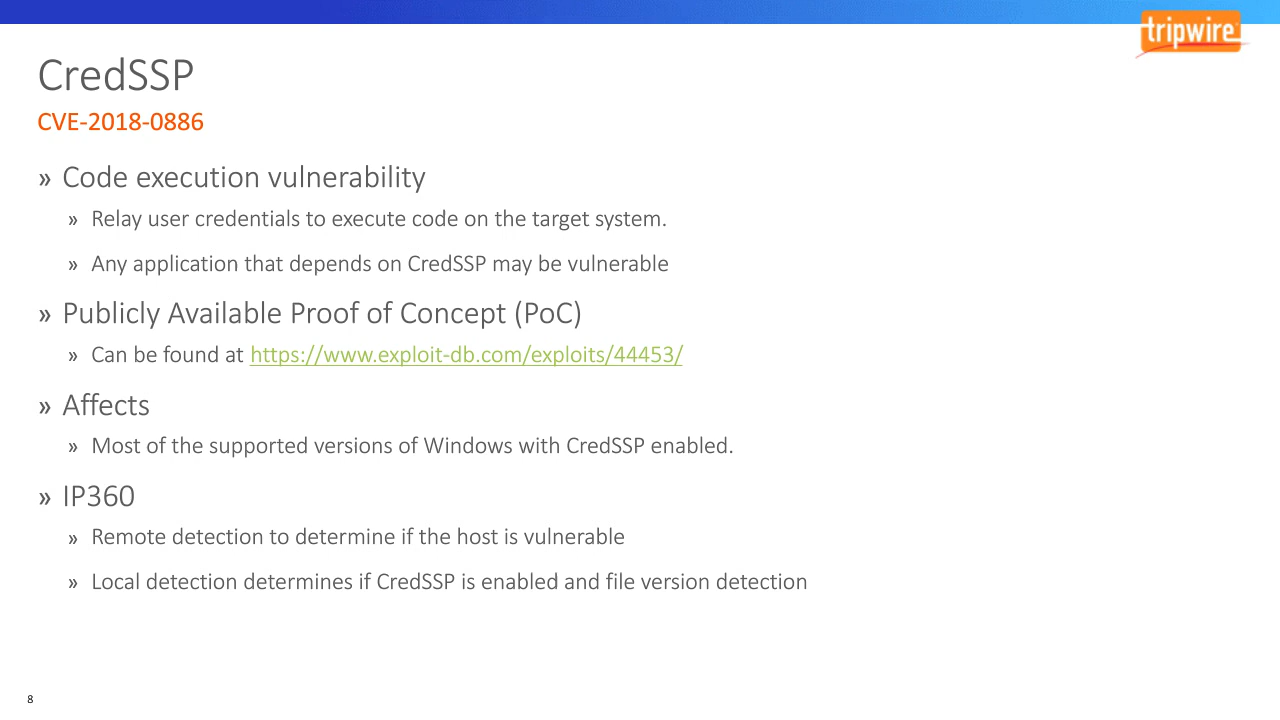 tripwire
CredSSP
CVE-2018-0886
» Code execution vulnerability
» Relay user credentials to execute code on the target system.
» Any application that depends on CredSSP may be vulnerable
» Publicly Available Proof of Concept (PoC)
» Can be found at https://www.exploit-db.com/exploits/44453/
» Affects
» Most of the supported versions of Windows with CredSSP enabled.
» IP360
» Remote detection to determine if the host is vulnerable
» Local detection determines if CredSSP is enabled and file version detection
8